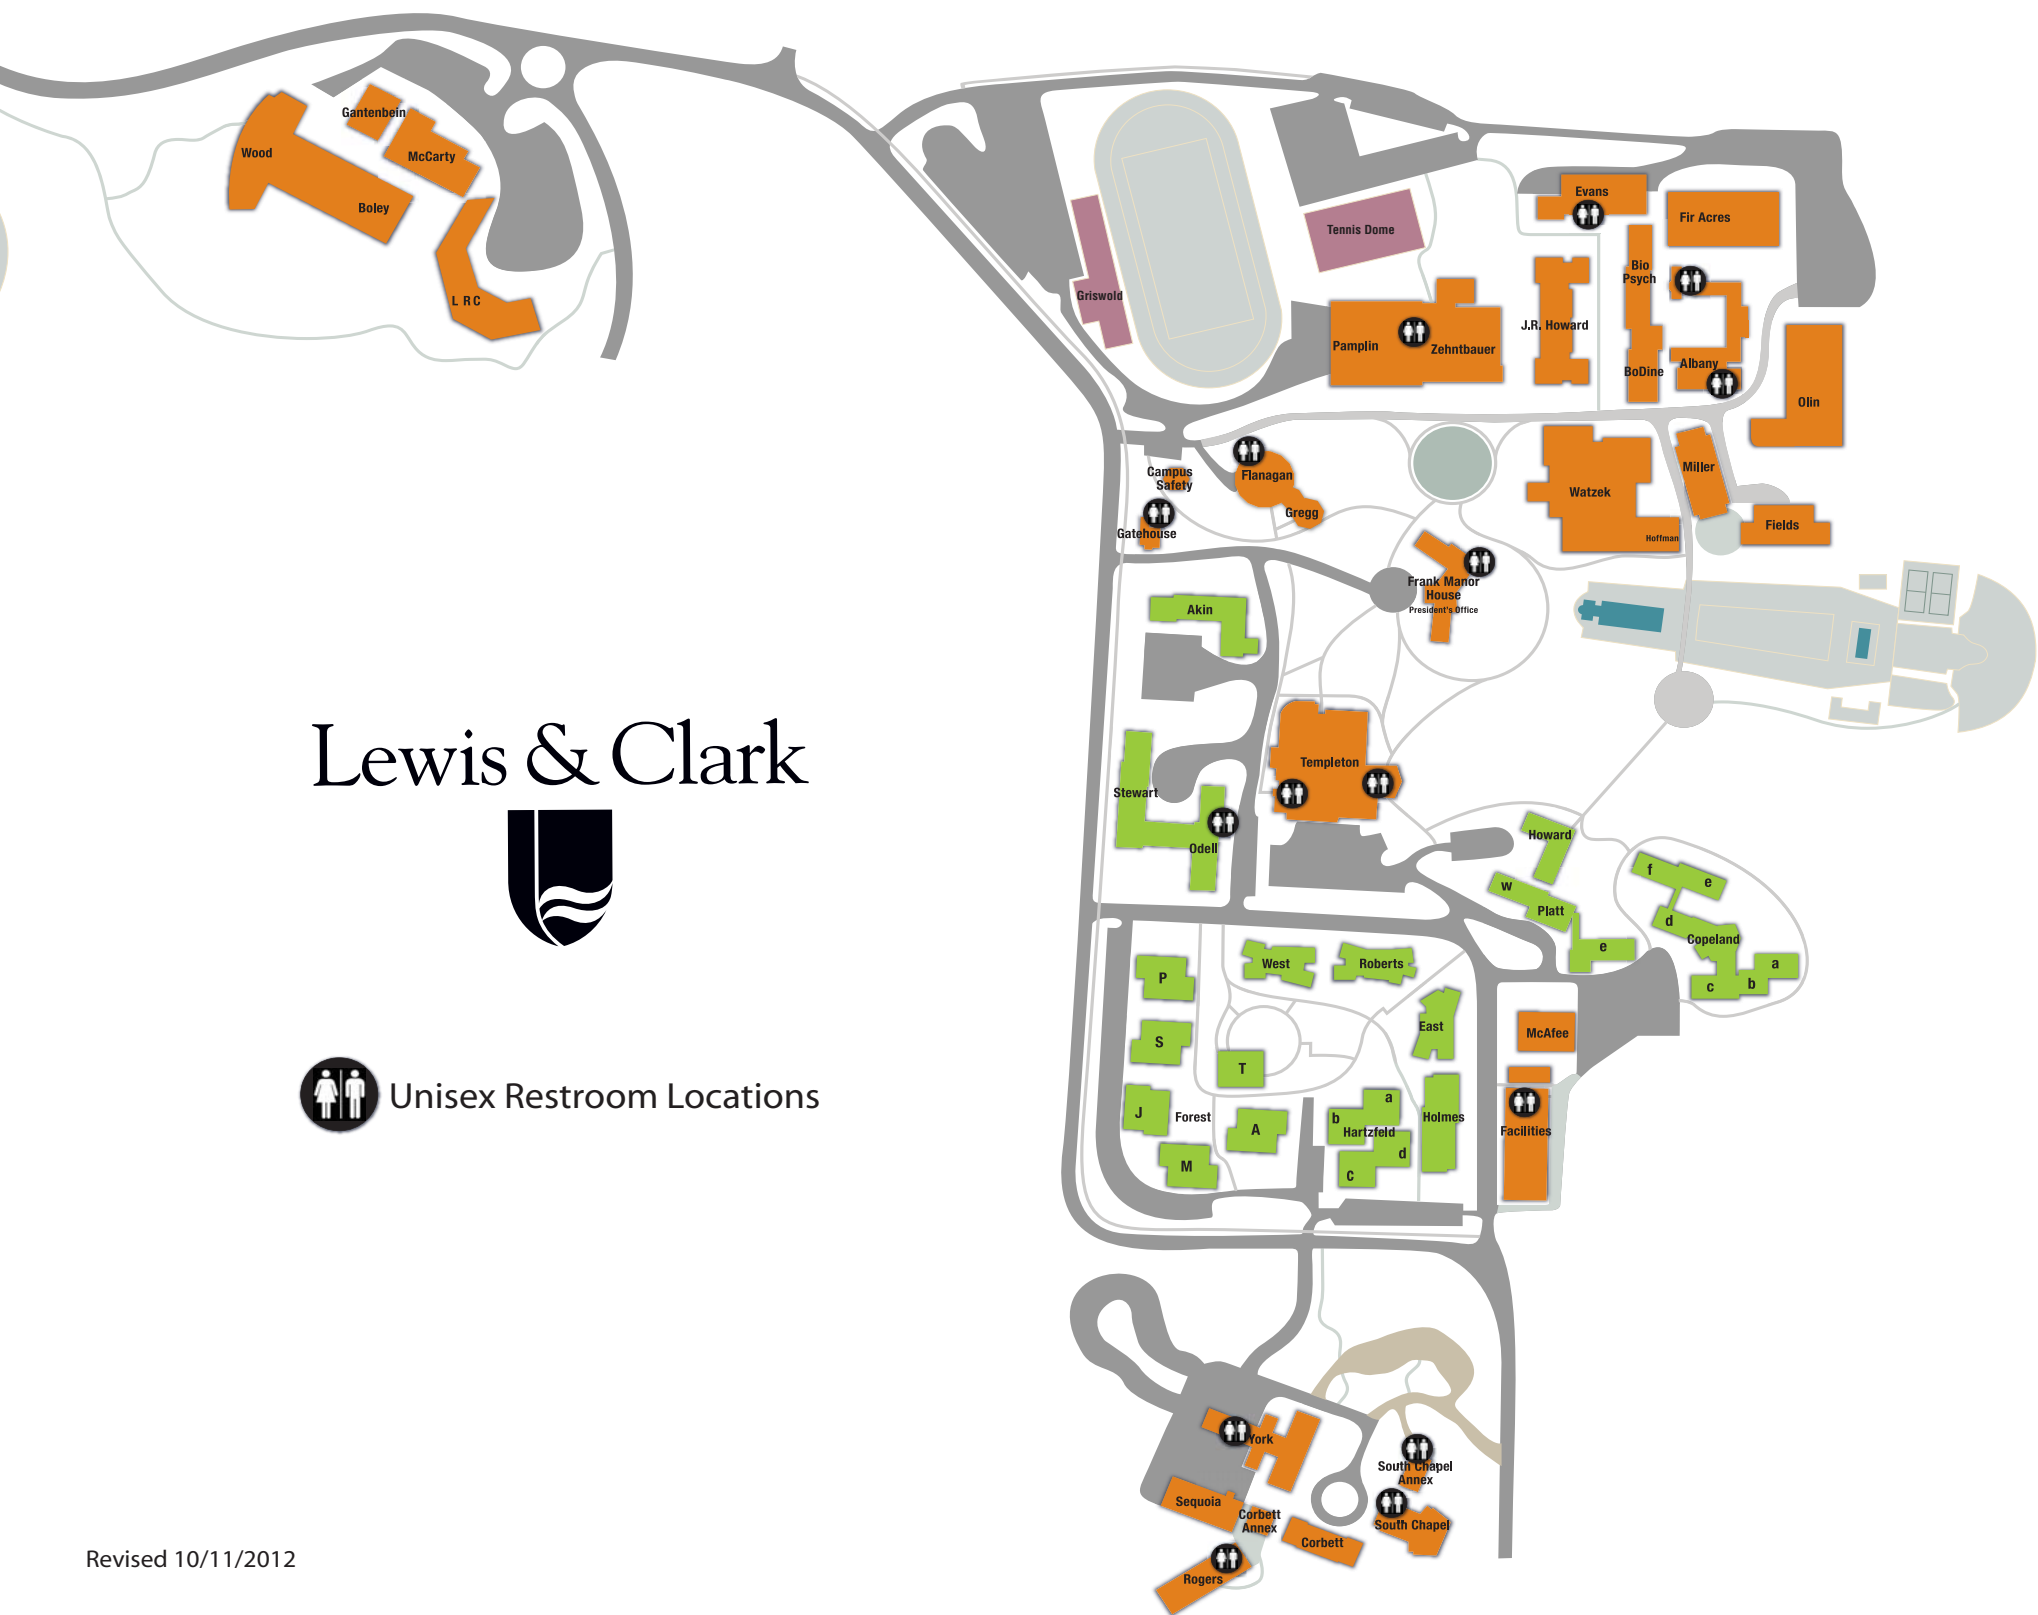 Gantenbein
Wood
McCarty
Boley
L R C
Griswold
Tennis Dome
Evans
Fir Acres
Bio
Psych
J.R. Howard
Pamplin
Zehntbauer
BoDine
Albany
Olin
Campus
Safety
Flanagan
Gregg
Gatehouse
Watzek
Miller
Hoffman
Fields
Frank Manor
House
President's Office
Akin
Templeton
Stewart
Odell
Lewis & Clark
Howard
w
Platt
e
f
e
d
Copeland
a
b
c
P
West
Roberts
S
East
McAfee
T
Unisex Restroom Locations
J
Forest
A
M
a
b
Hartzfeld
d
C
Holmes
Facilities
York
South Chapel
Annex
Sequoia
Corbett
Annex
Corbett
South Chapel
Rogers
Revised 10/11/2012